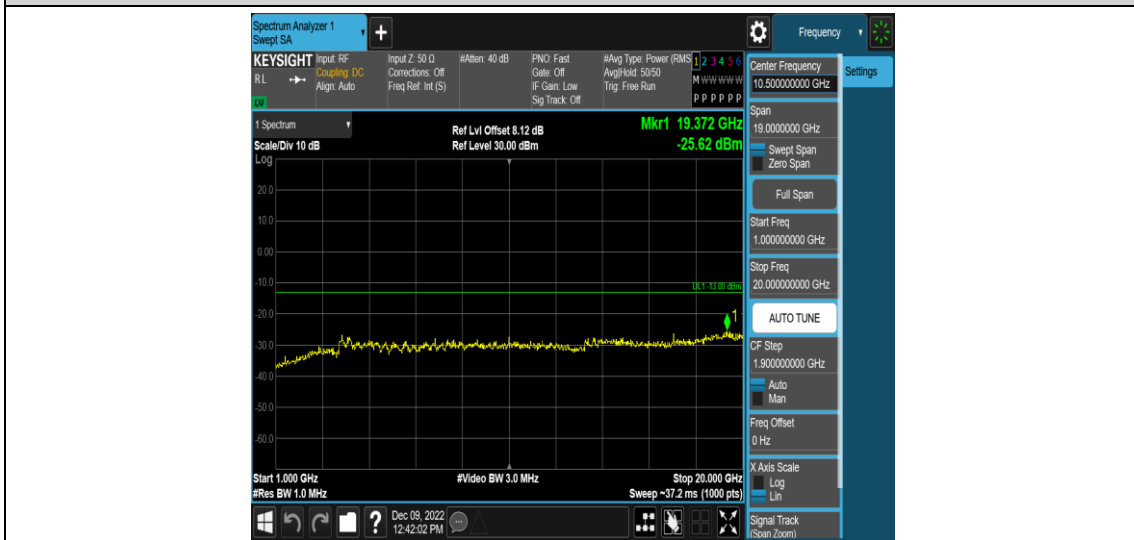 Spectrum Analyzer 1
Swept SA
+
Frequency
KEYSIGHT
RL
LXI
Input: RF
Coupling: DC
Align: Auto
Input Z: 50 Ω
Corrections: Off
Freq Ref: Int (S)
#Atten: 40 dB
PNO: Fast
Gate: Off
IF Gain: Low
Sig Track: Off
#Avg Type: Power (RMS
Avg|Hold: 50/50
Trig: Free Run
1 2 3 4 5 6
M W W W W W
P P P P P P
1 Spectrum
Scale/Div 10 dB
Ref Lvl Offset 8.12 dB
Ref Level 30.00 dBm
Mkr1 19.372 GHz
-25.62 dBm
Log
20.0
10.0
0.00
-10.0
-20.0
-30.0
-40.0
-50.0
-60.0
DL1 -13.00 dBm
1
Start 1.000 GHz
#Res BW 1.0 MHz
#Video BW 3.0 MHz
Stop 20.000 GHz
Sweep ~37.2 ms (1000 pts)
?
Dec 09, 2022
12:42:02 PM
Center Frequency
10.500000000 GHz
Settings
Span
19.0000000 GHz
Swept Span
Zero Span
Full Span
Start Freq
1.000000000 GHz
Stop Freq
20.000000000 GHz
AUTO TUNE
CF Step
1.900000000 GHz
Auto
Man
Freq Offset
0 Hz
X Axis Scale
Log
Lin
Signal Track
(Span Zoom)